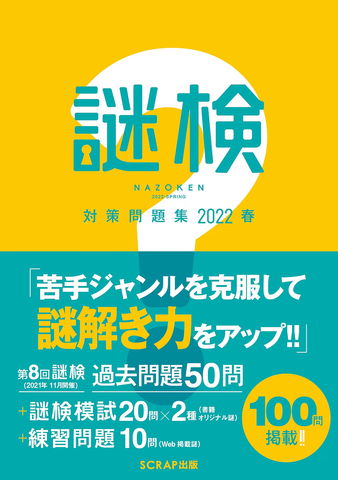 謎検
NAZOKEN
2022・SPRING
対策問題集2022春
「苦手ジャンルを克服して
謎解き力をアップ!!」
第8回謎検
(2021年 11月開催)
過去問題50問
+謎検模試20問×2種(書籍オリジナル謎)
+練習問題10問(Web掲載謎)
100問
掲載!!
SCRAP出版